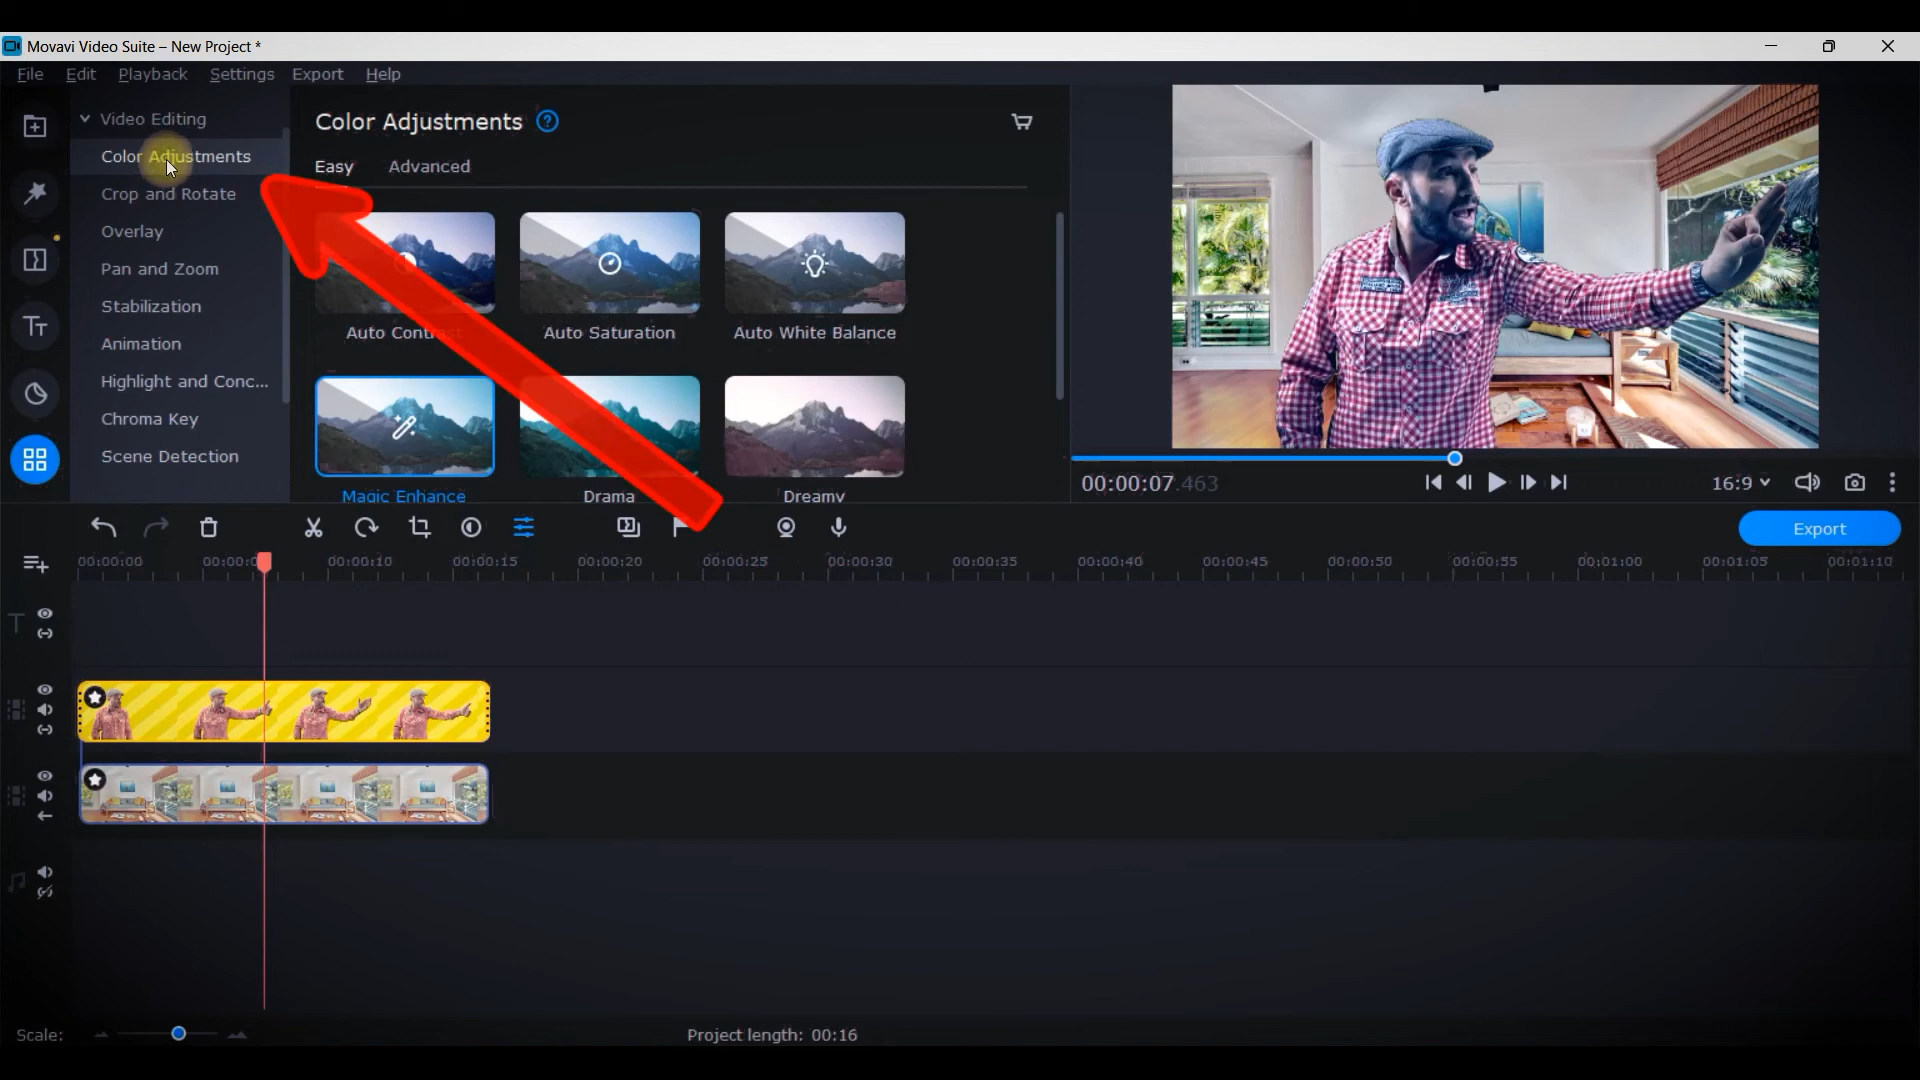 Movavi Video Suite – New Project *
File Edit Playback Settings Export Help
Video Editing
Color Adjustments
Crop and Rotate
Overlay
Pan and Zoom
Stabilization
Animation
Highlight and Conc...
Chroma Key
Scene Detection
Color Adjustments ?
Easy Advanced
Auto Saturation Auto White Balance
Magic Enhance Drama Dreamy
00:00:07.463
16:9
Export
00:00:00 00:00:10 00:00:15 00:00:20 00:00:25 00:00:30 00:00:35 00:00:40 00:00:45 00:00:50 00:00:55 00:01:00 00:01:05 00:01:10
Scale:
Project length: 00:16